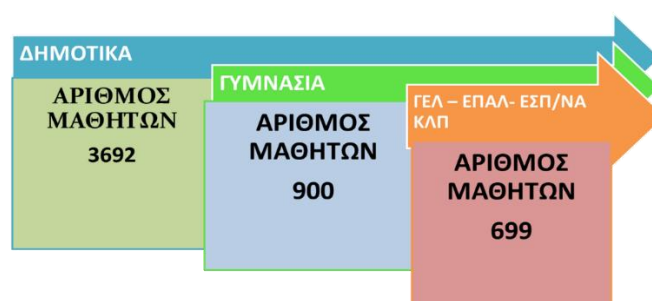 ΔΗΜΟΤΙΚΑ
ΑΡΙΘΜΟΣ
ΜΑΘΗΤΩΝ
3692
ΓΥΜΝΑΣΙΑ
ΑΡΙΘΜΟΣ
ΜΑΘΗΤΩΝ
900
ΓΕΛ – ΕΠΑΛ- ΕΣΠ/ΝΑ
ΚΛΠ
ΑΡΙΘΜΟΣ
ΜΑΘΗΤΩΝ
699